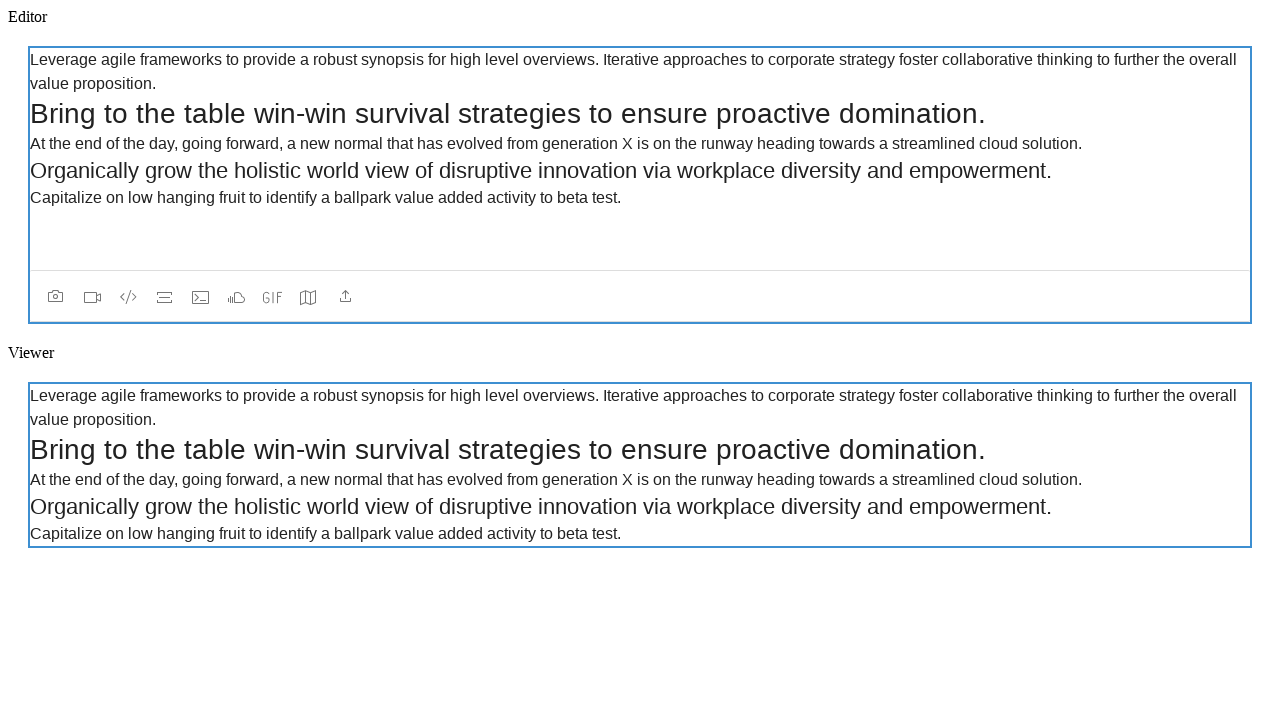 Editor
Leverage agile frameworks to provide a robust synopsis for high level overviews. Iterative approaches to corporate strategy foster collaborative thinking to further the overall
value proposition.
Bring to the table win-win survival strategies to ensure proactive domination.
At the end of the day, going forward, a new normal that has evolved from generation X is on the runway heading towards a streamlined cloud solution.
Organically grow the holistic world view of disruptive innovation via workplace diversity and empowerment.
Capitalize on low hanging fruit to identify a ballpark value added activity to beta test.
GIF
Viewer
Leverage agile frameworks to provide a robust synopsis for high level overviews. Iterative approaches to corporate strategy foster collaborative thinking to further the overall
value proposition.
Bring to the table win-win survival strategies to ensure proactive domination.
At the end of the day, going forward, a new normal that has evolved from generation X is on the runway heading towards a streamlined cloud solution.
Organically grow the holistic world view of disruptive innovation via workplace diversity and empowerment.
Capitalize on low hanging fruit to identify a ballpark value added activity to beta test.